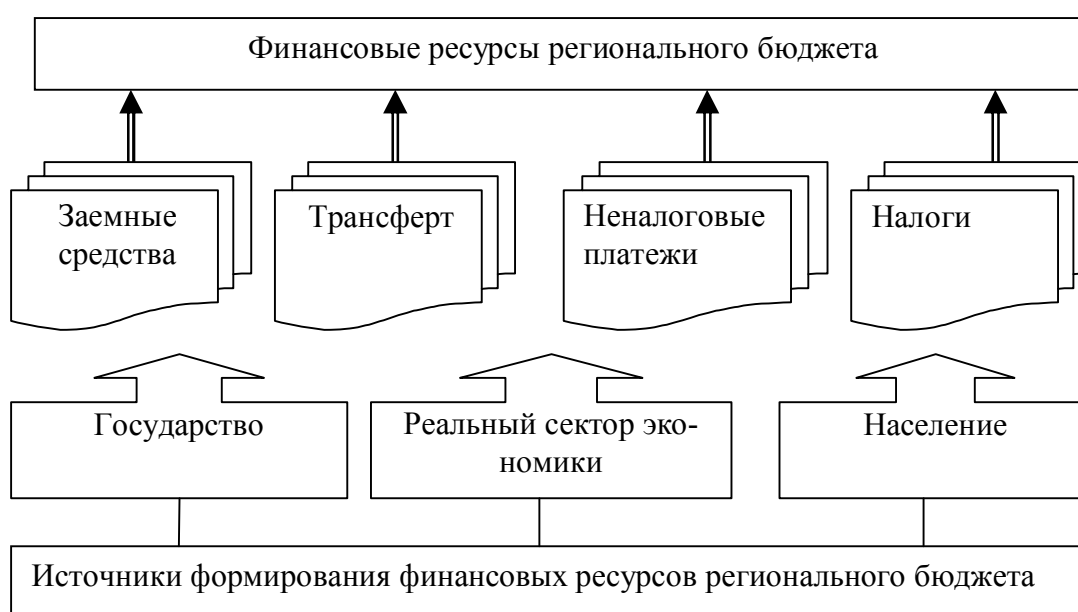 Финансовые ресурсы регионального бюджета
Заемные
средства
Трансферт
Неналоговые
платежи
Налоги
Государство
Реальный сектор эко-
номики
Население
Источники формирования финансовых ресурсов регионального бюджета